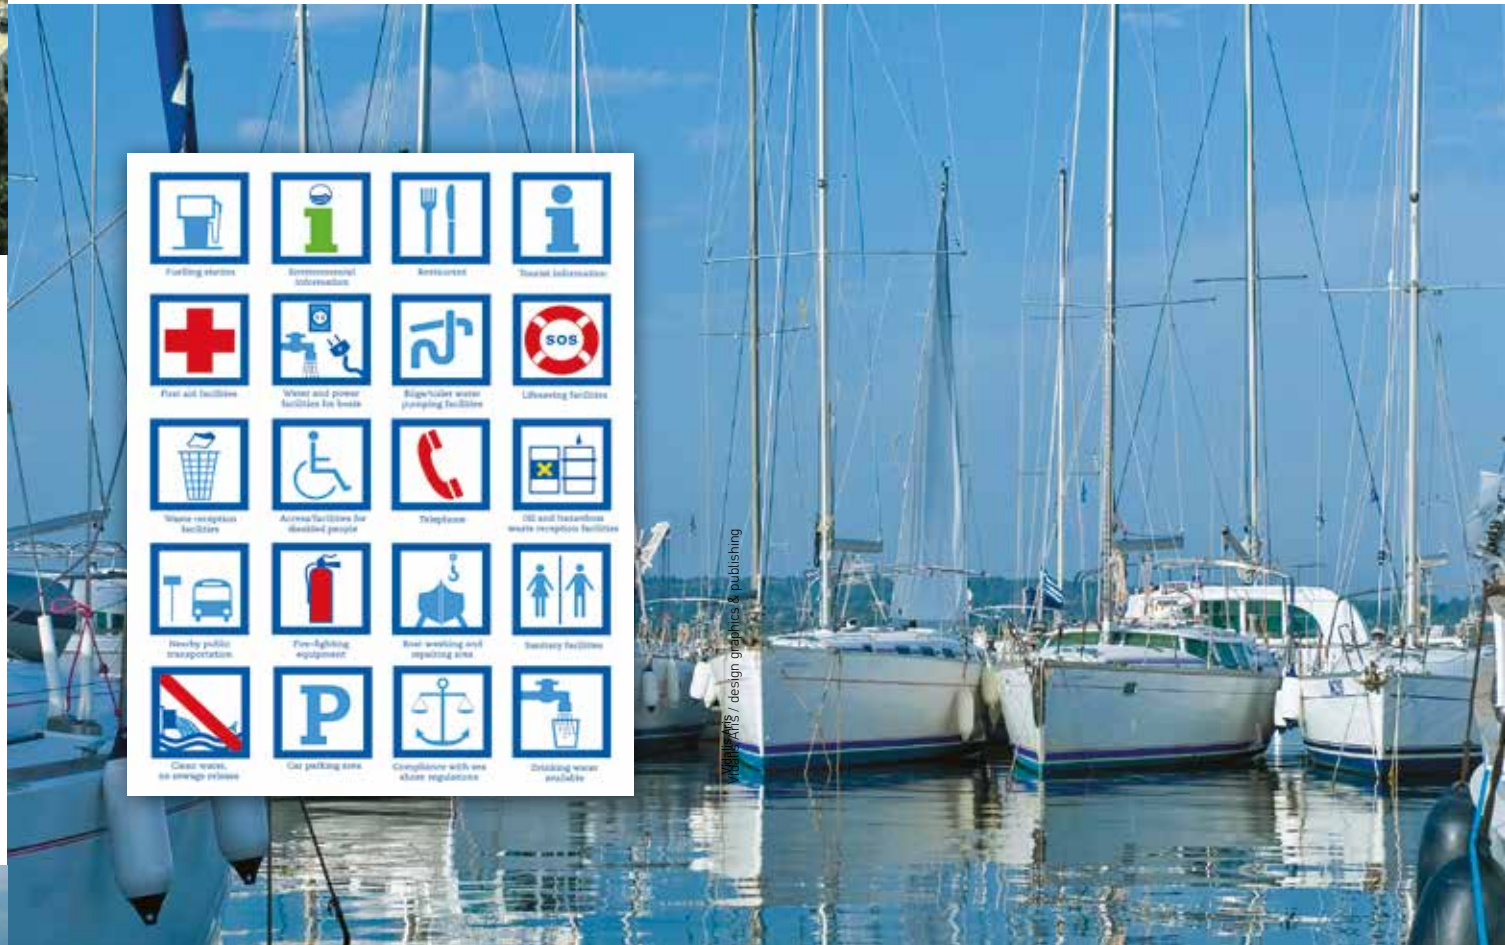 Fuelling station
Environmental
information
Restaurant
Tourist information
SOS
First aid facilities
Water and power
facilities for boats
Bilge/toilet water
pumping facilities
Lifesaving facilities
Waste reception
facilities
Access/facilities for
disabled people
Telephone
X
Oil and hazardous
waste reception facilities
Nearby public
transportation
Fire-fighting
equipment
Boat washing and
repairing area
Sanitary facilities
Clean water,
no sewage release
P
Car parking area
Compliance with sea
shore regulations
Drinking water
available
/ design graphics & publishing